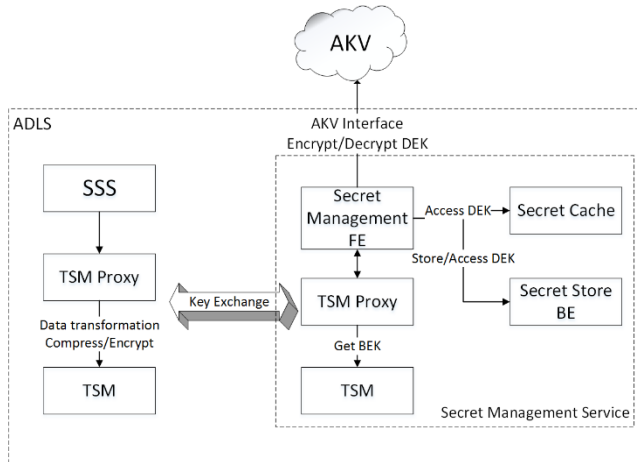 AKV
ADLS
AKV Interface
Encrypt/Decrypt DEK
SSS
Secret
Management
FE
Access DEK
Secret Cache
Store/Access DEK
TSM Proxy
Key Exchange
TSM Proxy
Secret Store
BE
Data transformation
Compress/Encrypt
Get BEK
TSM
TSM
Secret Management Service